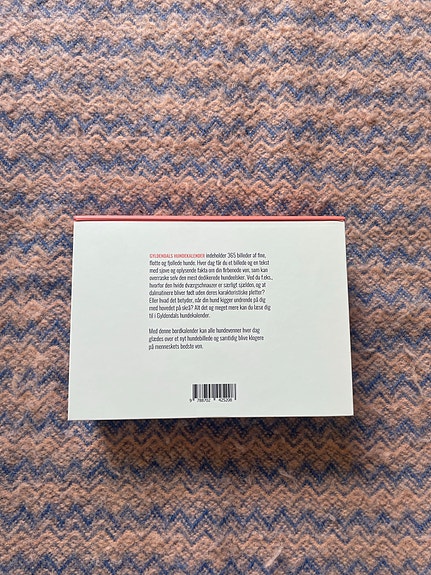 GYLDENDALS HUNDEKALENDER indeholder 365 billeder af fine,
flotte og fjollede hunde. Hver dag får du et billede og en tekst
med sjove og oplysende fakta om din firbenede ven, som kan
overraske selv den mest dedikerede hundeelsker. Ved du f.eks.,
hvorfor den hvide dværgschnauzer er særligt sjælden, og at
dalmatinere bliver født uden deres karakteristiske pletter?
Eller hvad det betyder, når din hund kigger undrende på dig
med hovedet på skrå? Alt det og meget mere kan du læse dig
til i Gyldendals hundekalender.
Med denne bordkalender kan alle hundevenner hver dag
glædes over et nyt hundebillede og samtidig blive klogere
på menneskets bedste ven.
9 788702 425208